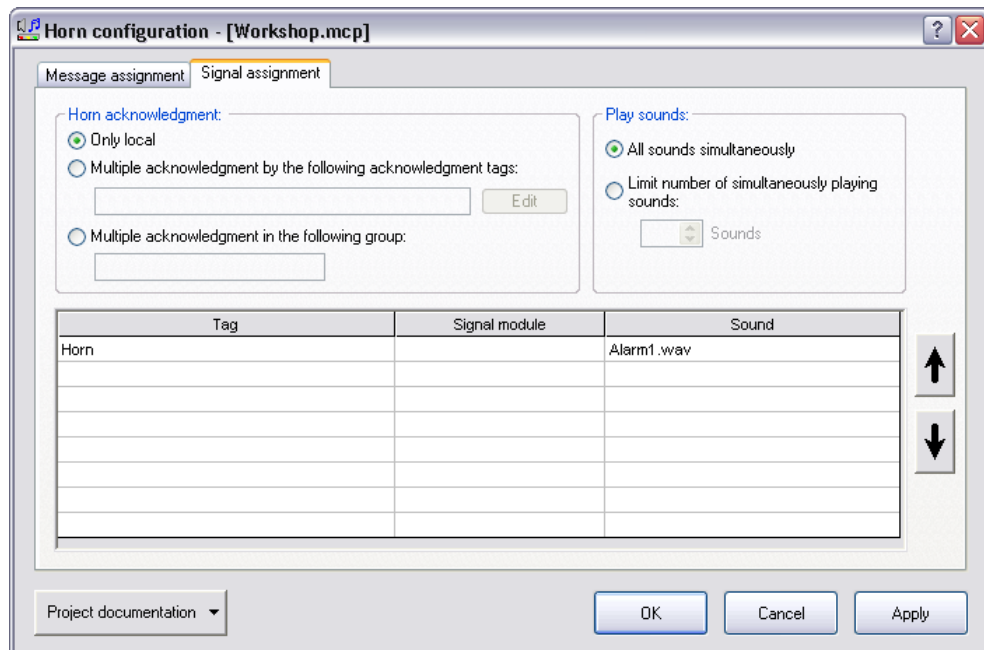 Horn configuration - [Workshop.mcp]
Message assignment
Signal assignment
Horn acknowledgment:
Only local
Multiple acknowledgment by the following acknowledgment tags:
Edit
Multiple acknowledgment in the following group:
Play sounds:
All sounds simultaneously
Limit number of simultaneously playing
sounds:
Sounds
Tag Signal module Sound
Horn Alarm1.wav
Project documentation
OK
Cancel
Apply